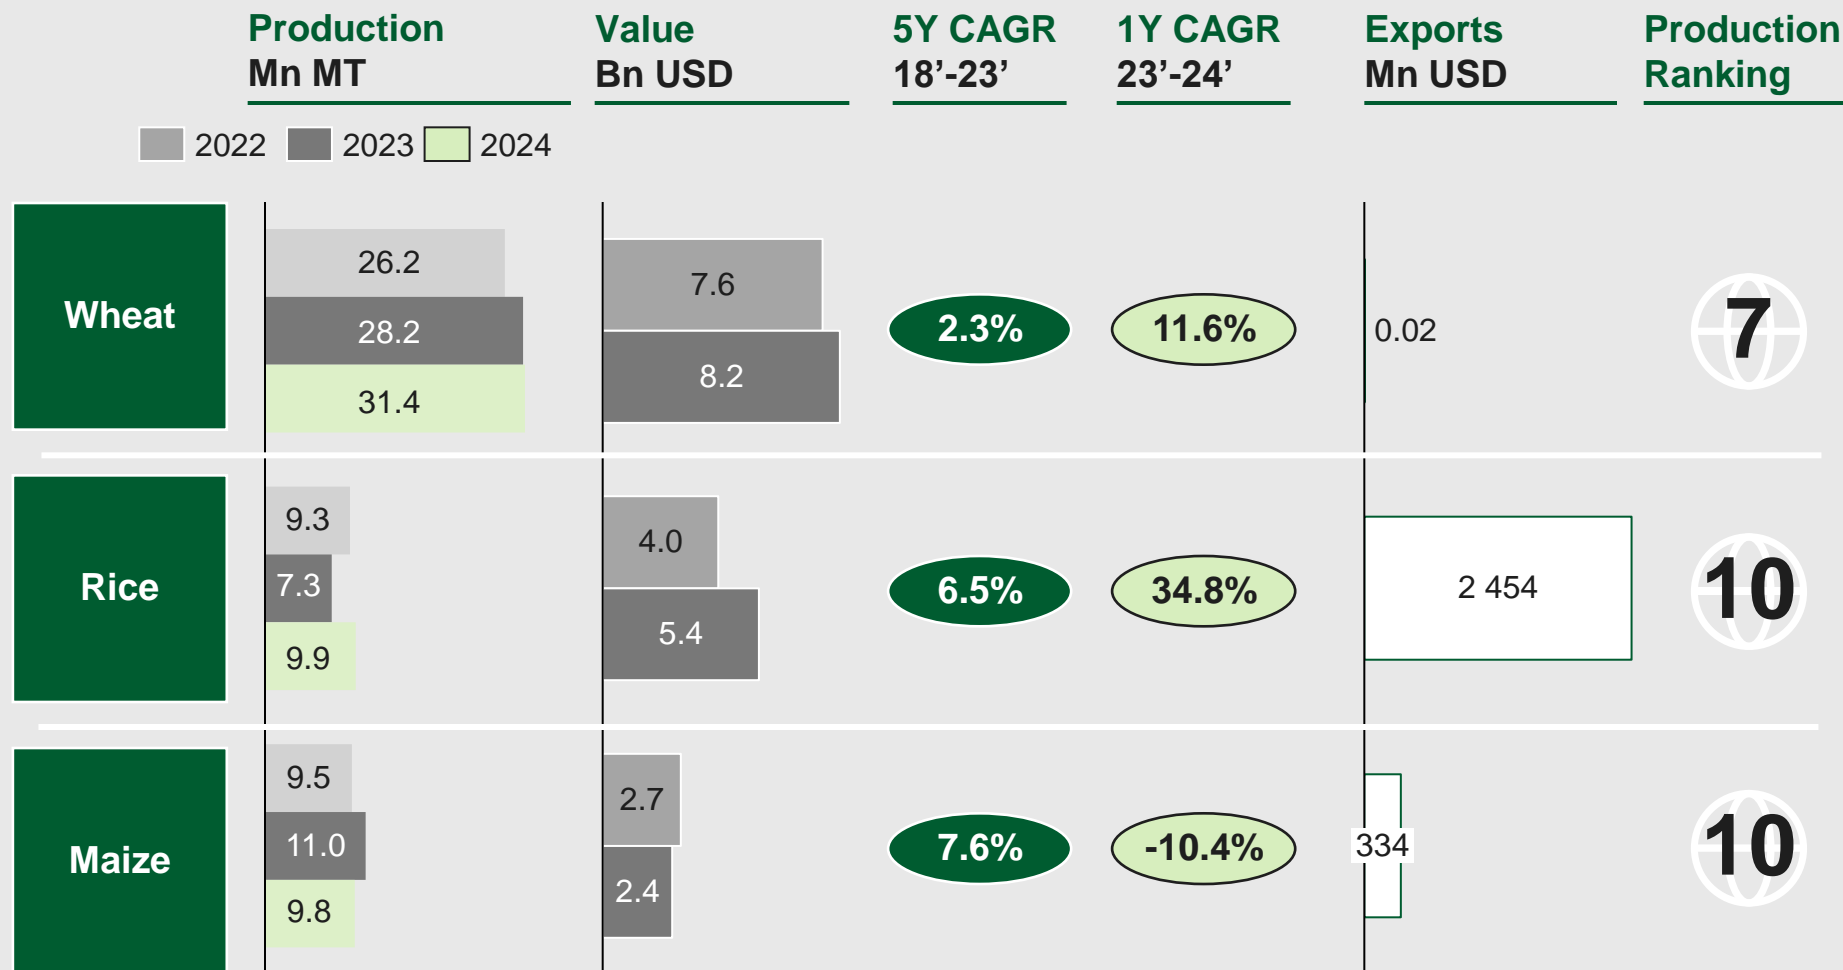 Production
Mn MT
Value
Bn USD
5Y CAGR
18’-23’
1Y CAGR
23’-24’
Exports
Mn USD
Production
Ranking
2022
2023
2024
Wheat
26.2
28.2
31.4
7.6
8.2
2.3%
11.6%
0.02
7
Rice
9.3
7.3
9.9
4.0
5.4
6.5%
34.8%
2 454
10
Maize
9.5
11.0
9.8
2.7
2.4
7.6%
-10.4%
334
10